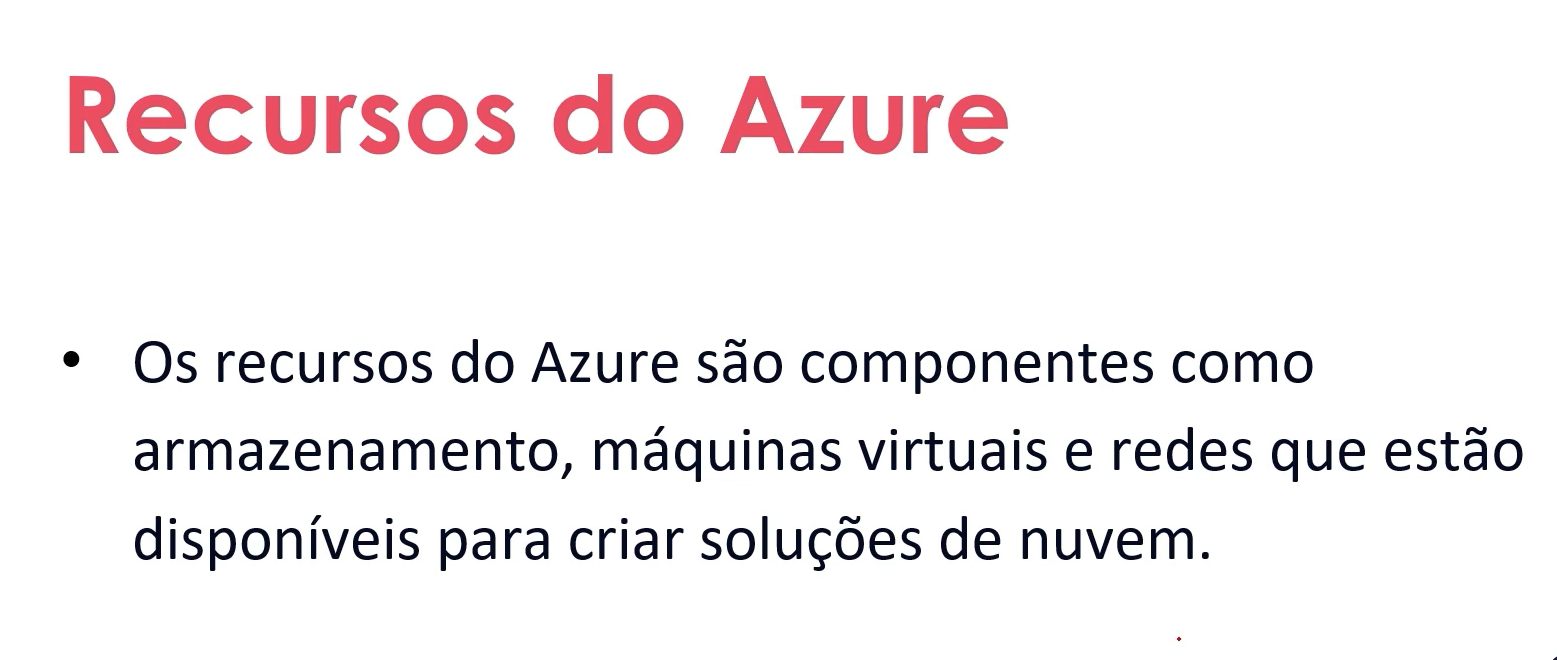 Recursos do Azure
• Os recursos do Azure são componentes como
armazenamento, máquinas virtuais e redes que estão
disponíveis para criar soluções de nuvem.